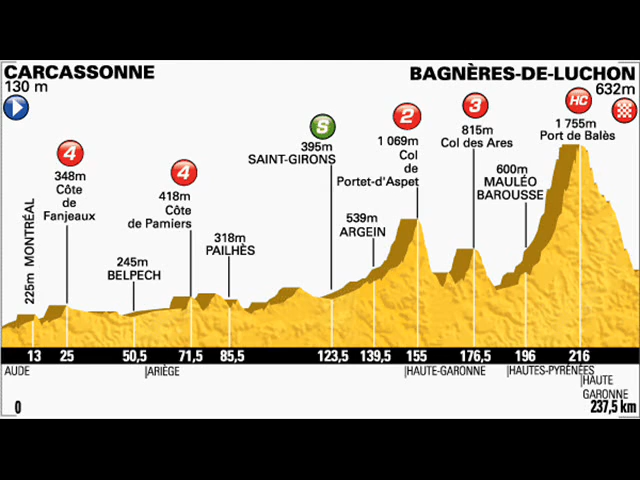 CARCASSONNE
130 m
BAGNÈRES-DE-LUCHON
632m
4
348m
Côte
de
Fanjeaux
225m MONTRÉAL
245m
BELPECH
4
418m
Côte
de Pamiers
318m
PAILHÈS
S
395m
SAINT-GIRONS
539m
ARGEIN
2
1 069m
Col
de
Portet-d'Aspet
3
815m
Col des Ares
600m
MAULÉO
BAROUSSE
HC
1 755m
Port de Balès
13 25 50,5 71,5 85,5 123,5 139,5 155 176,5 196 216
AUDE |ARIÈGE |HAUTE-GARONNE |HAUTES-PYRÉNÉES |HAUTE
GARONNE
0 237,5 km